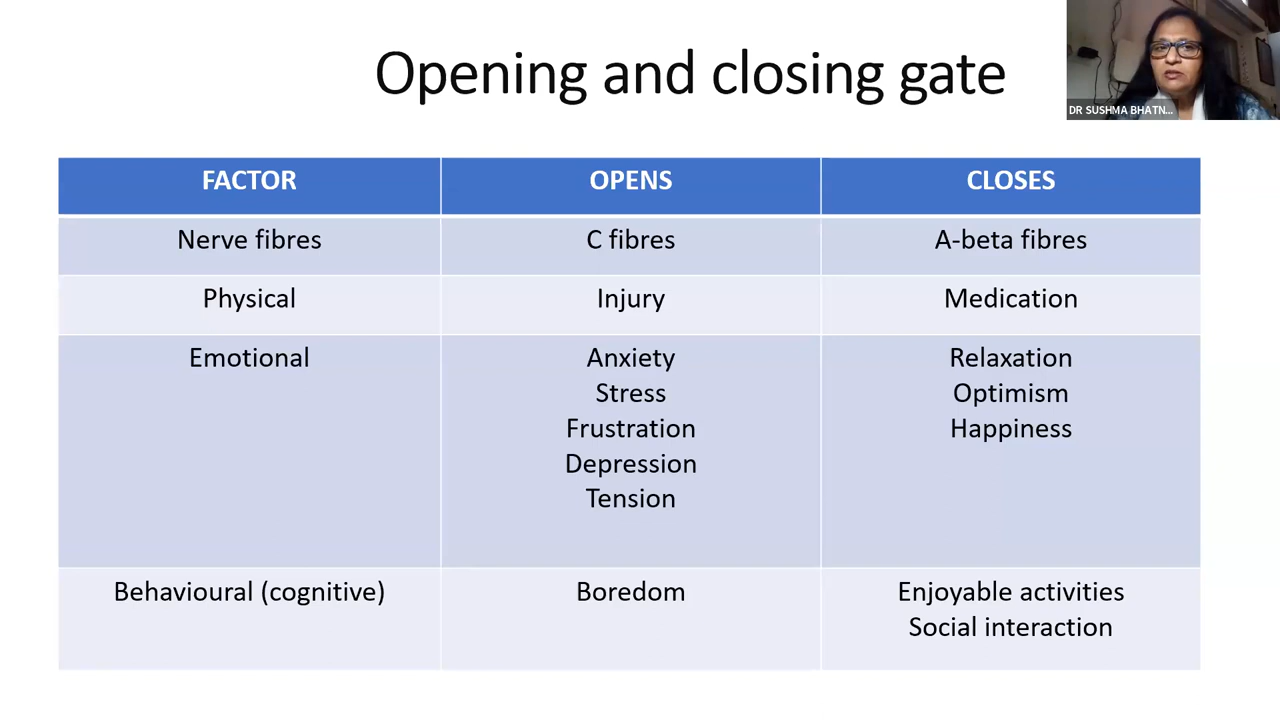 Opening and closing gate
DR SUSHMA BHATN...
FACTOR OPENS CLOSES
Nerve fibres C fibres A-beta fibres
Physical Injury Medication
Emotional Anxiety Relaxation
Stress Optimism
Frustration Happiness
Depression
Tension
Behavioural (cognitive) Boredom Enjoyable activities
Social interaction